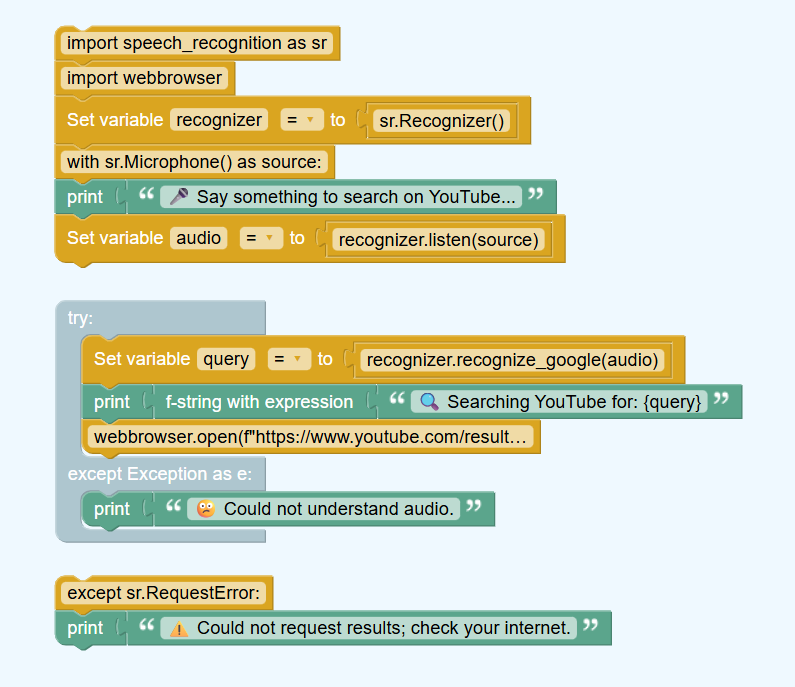 import speech_recognition as sr
import webbrowser
Set variable recognizer = to sr.Recognizer()
with sr.Microphone() as source:
print “ 🎤 Say something to search on YouTube... ”
Set variable audio = to recognizer.listen(source)
try:
Set variable query = to recognizer.recognize_google(audio)
print f-string with expression “ 🔍 Searching YouTube for: {query} ”
webbrowser.open(f"https://www.youtube.com/result...
except Exception as e:
print “ 😕 Could not understand audio. ”
except sr.RequestError:
print “ ⚠️ Could not request results; check your internet. ”